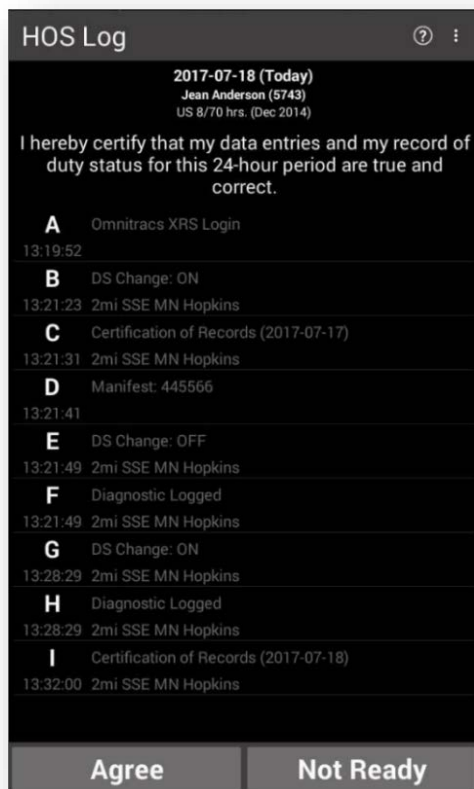 HOS Log
2017-07-18 (Today)
Jean Anderson (5743)
US 8/70 hrs. (Dec 2014)
I hereby certify that my data entries and my record of
duty status for this 24-hour period are true and
correct.
A Omnitracs XRS Login
13:19:52
B DS Change: ON
13:21:23 2mi SSE MN Hopkins
C Certification of Records (2017-07-17)
13:21:31 2mi SSE MN Hopkins
D Manifest: 445566
13:21:41
E DS Change: OFF
13:21:49 2mi SSE MN Hopkins
F Diagnostic Logged
13:21:49 2mi SSE MN Hopkins
G DS Change: ON
13:28:29 2mi SSE MN Hopkins
H Diagnostic Logged
13:28:29 2mi SSE MN Hopkins
I Certification of Records (2017-07-18)
13:32:00 2mi SSE MN Hopkins
Agree Not Ready